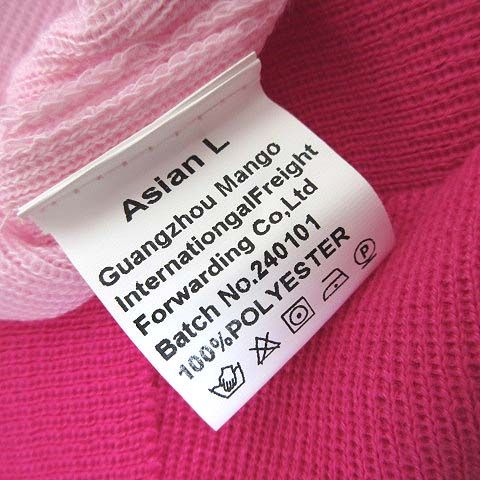 Asian L
Guangzhou Mango
InternationgalFreight
Forwarding Co,Ltd
Batch No.240101
100%POLYESTER
P